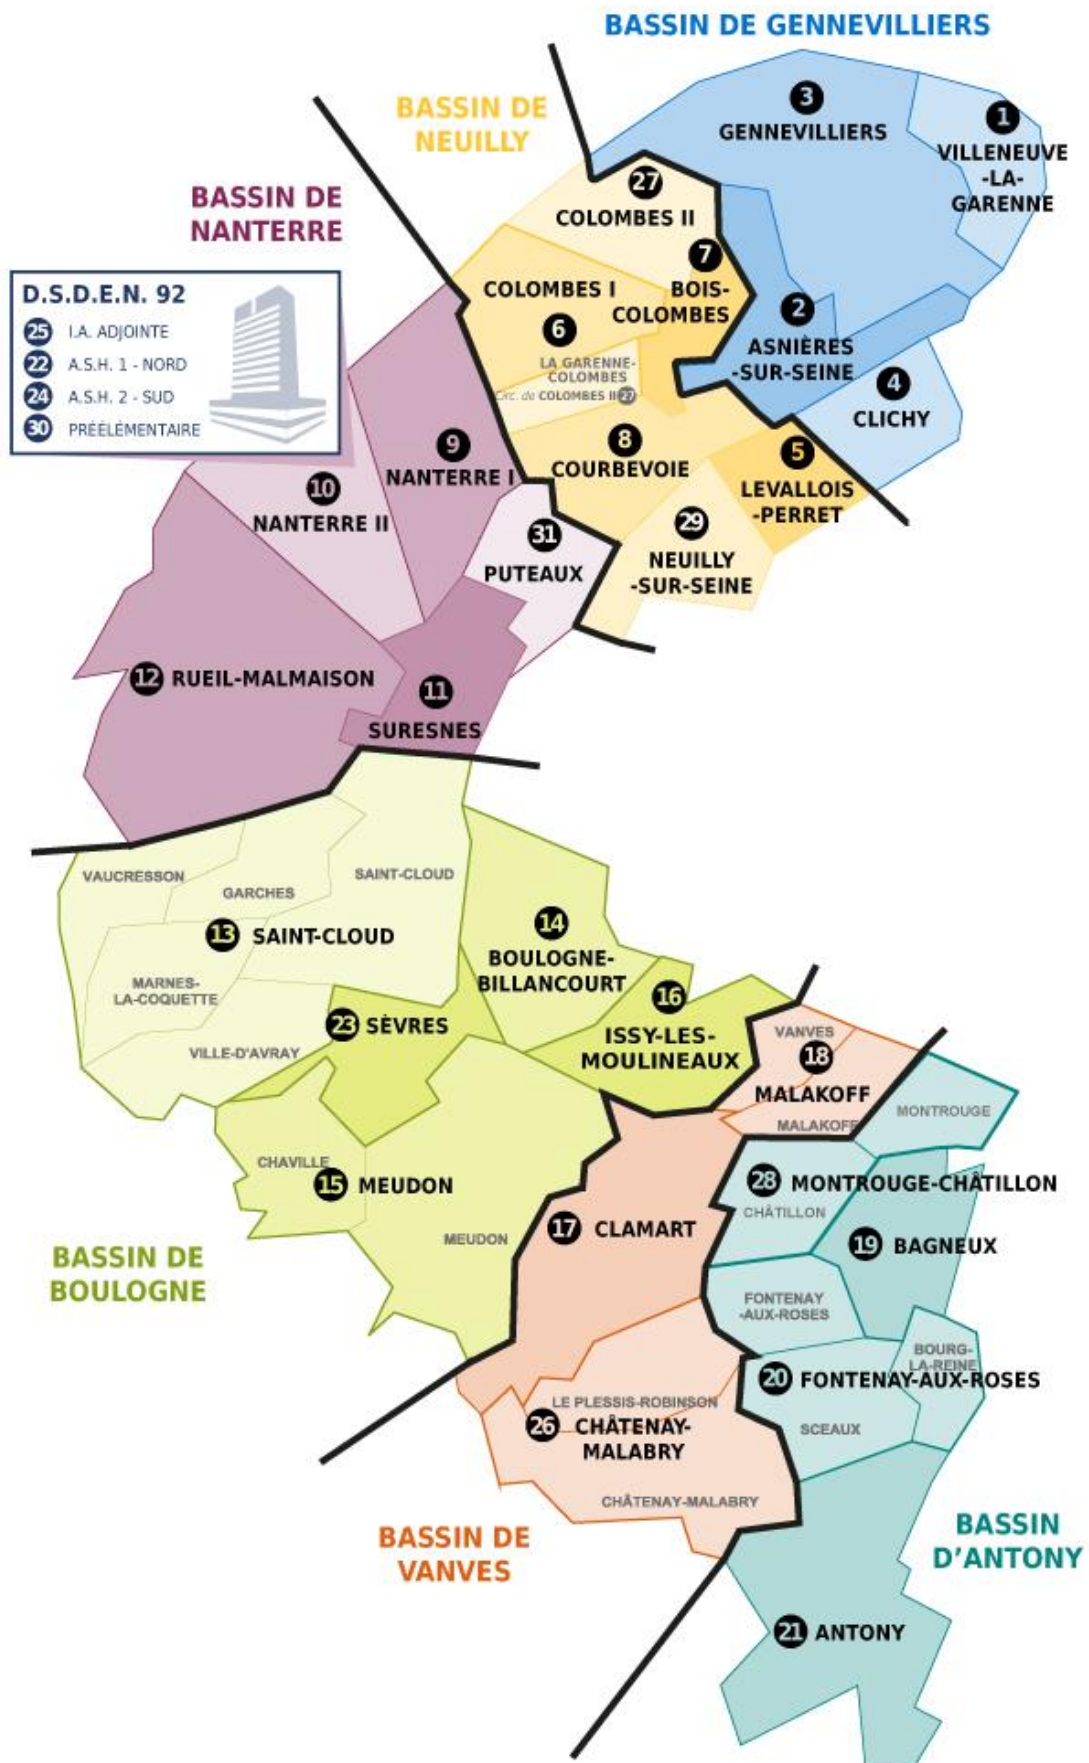 BASSIN DE GENNEVILLIERS
3
GENNEVILLIERS
1
VILLENEUVE
-LA-
GARENNE
BASSIN DE
NEUILLY
27
COLOMBES II
BASSIN DE
NANTERRE
7
BOIS-
COLOMBES
COLOMBES I
6
2
ASNIÈRES
-SUR-SEINE
D.S.D.E.N. 92
25 I.A. ADJOINTE
22 A.S.H. 1 - NORD
24 A.S.H. 2 - SUD
30 PRÉÉLÉMENTAIRE
LA GARENNE-
COLOMBES
Circ. de COLOMBES II 27
4
CLICHY
9
NANTERRE I
8
COURBEVOIE
5
LEVALLOIS
-PERRET
10
NANTERRE II
31
PUTEAUX
29
NEUILLY
-SUR-SEINE
12 RUEIL-MALMAISON
11
SURESNES
VAUCRESSON
GARCHES
SAINT-CLOUD
13 SAINT-CLOUD
14
BOULOGNE-
BILLANCOURT
MARNES-
LA-COQUETTE
16
ISSY-LES-
MOULINEAUX
23 SÈVRES
VILLE-D'AVRAY
VANVES
18
MALAKOFF
MALAKOFF
MONTROUGE
CHAVILLE
15 MEUDON
MEUDON
28 MONTROUGE-CHÂTILLON
CHÂTILLON
17 CLAMART
19 BAGNEUX
BASSIN DE
BOULOGNE
FONTENAY
-AUX-ROSES
BOURG-
LA-REINE
20 FONTENAY-AUX-ROSES
LE PLESSIS-ROBINSON
26 CHÂTENAY-
MALABRY
SCEAUX
CHÂTENAY-MALABRY
BASSIN DE
VANVES
BASSIN
D'ANTONY
21 ANTONY